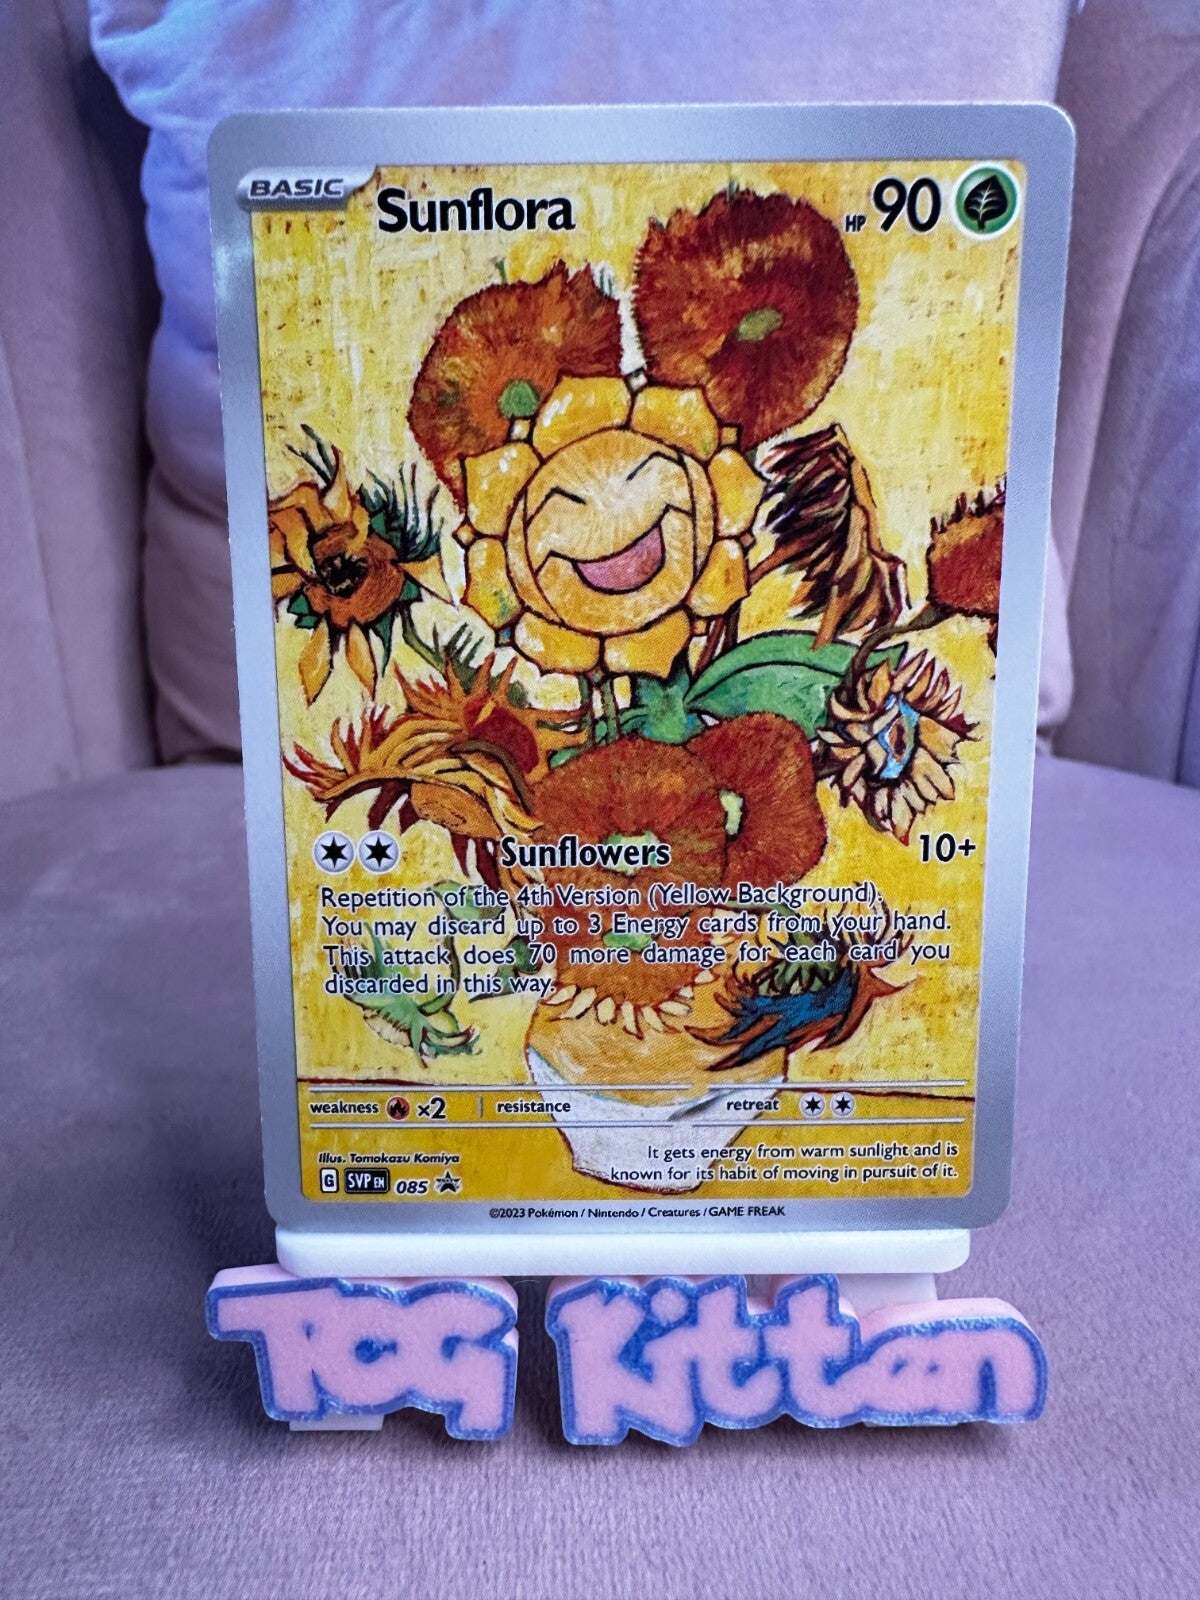 BASIC Sunflora HP 90
Sunflowers 10+
Repetition of the 4th Version (Yellow Background).
You may discard up to 3 Energy cards from your hand.
This attack does 70 more damage for each card you
discarded in this way.
weakness ×2 resistance retreat
Illus. Tomokazu Komiya
It gets energy from warm sunlight and is
known for its habit of moving in pursuit of it.
G SVP EN 085
©2023 Pokémon / Nintendo / Creatures / GAME FREAK
TCG Kitten